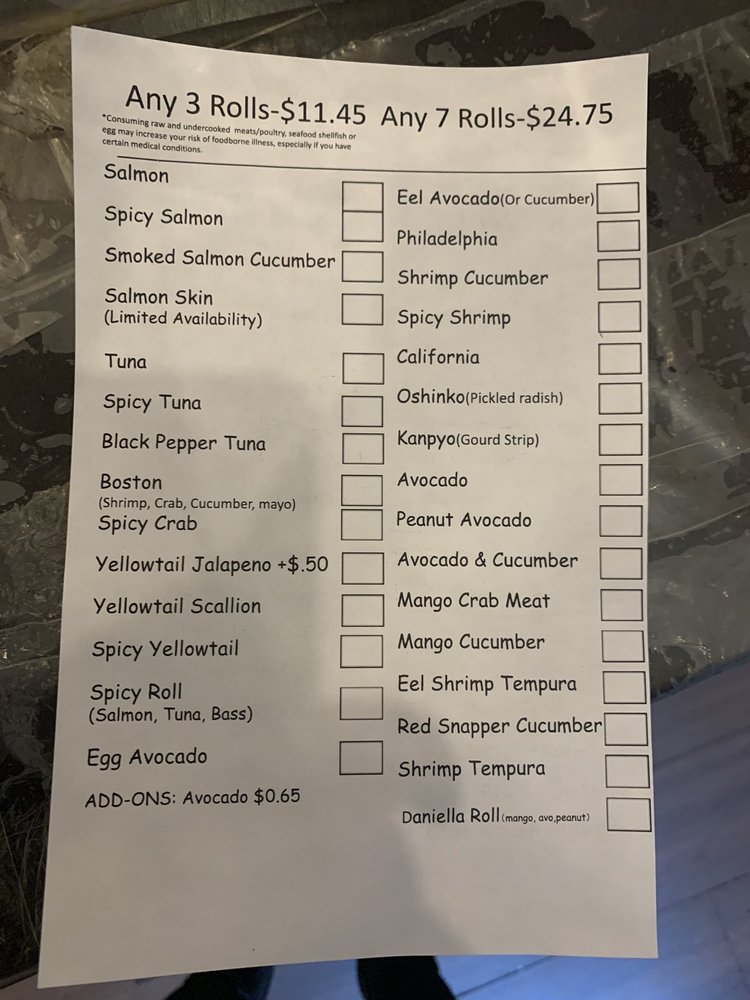 Any 3 Rolls-$11.45 Any 7 Rolls-$24.75
*Consuming raw and undercooked meats/poultry, seafood shellfish or
egg may increase your risk of foodborne illness, especially if you have
certain medical conditions.
Salmon
Spicy Salmon
Smoked Salmon Cucumber
Salmon Skin
(Limited Availability)
Tuna
Spicy Tuna
Black Pepper Tuna
Boston
(Shrimp, Crab, Cucumber, mayo)
Spicy Crab
Yellowtail Jalapeno +$.50
Yellowtail Scallion
Spicy Yellowtail
Spicy Roll
(Salmon, Tuna, Bass)
Egg Avocado
ADD-ONS: Avocado $0.65
Eel Avocado(Or Cucumber)
Philadelphia
Shrimp Cucumber
Spicy Shrimp
California
Oshinko(Pickled radish)
Kanpyo(Gourd Strip)
Avocado
Peanut Avocado
Avocado & Cucumber
Mango Crab Meat
Mango Cucumber
Eel Shrimp Tempura
Red Snapper Cucumber
Shrimp Tempura
Daniella Roll(mango, avo,peanut)